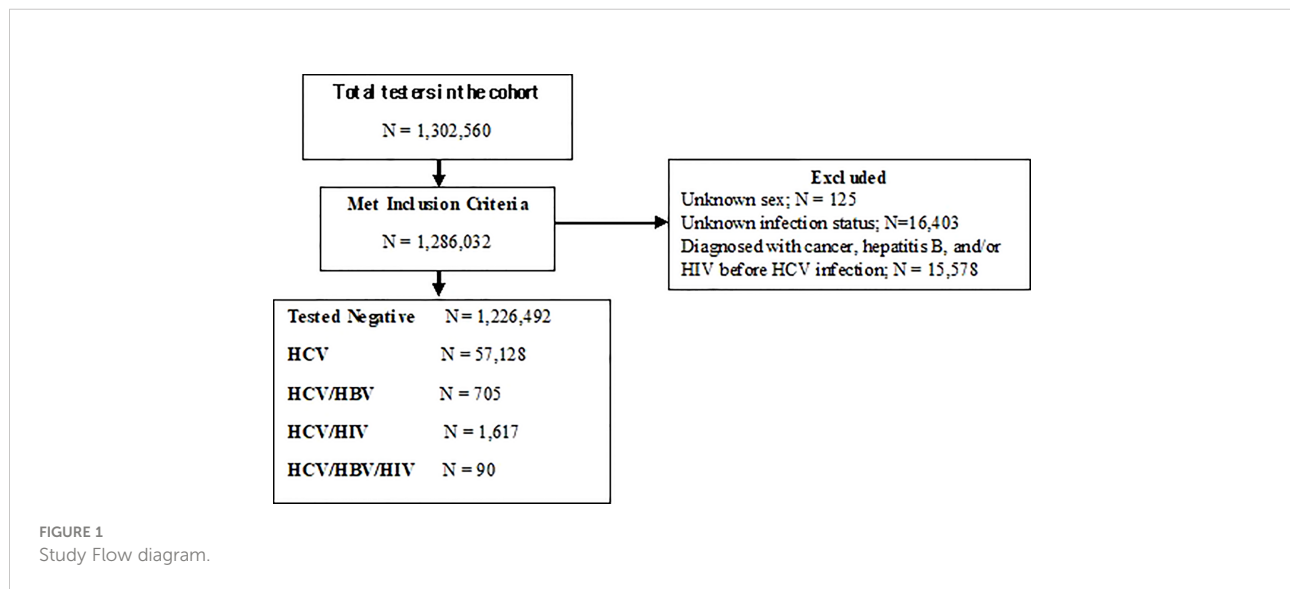 Total testers in the cohort
N = 1,302,560
Met Inclusion Criteria
N = 1,286,032
Excluded
Unknown sex; N = 125
Unknown infection status; N=16,403
Diagnosed with cancer, hepatitis B, and/or
HIV before HCV infection; N = 15,578
Tested Negative N= 1,226,492
HCV N = 57,128
HCV/HBV N = 705
HCV/HIV N = 1,617
HCV/HBV/HIV N = 90
FIGURE 1
Study Flow diagram.